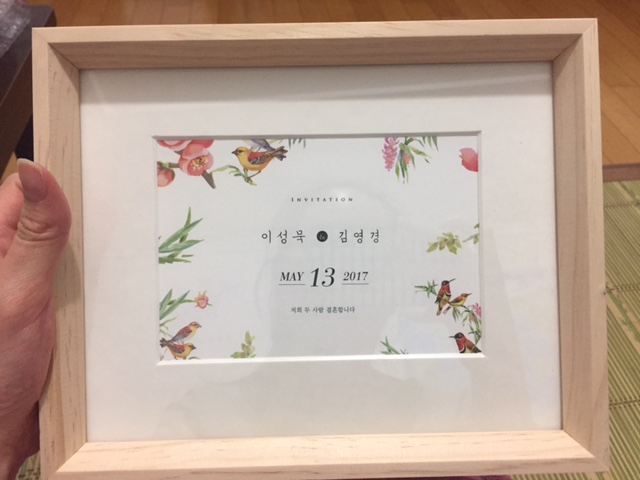 INVITATION
이성묵 & 김영경
MAY 13 2017
저희 두 사람 결혼합니다